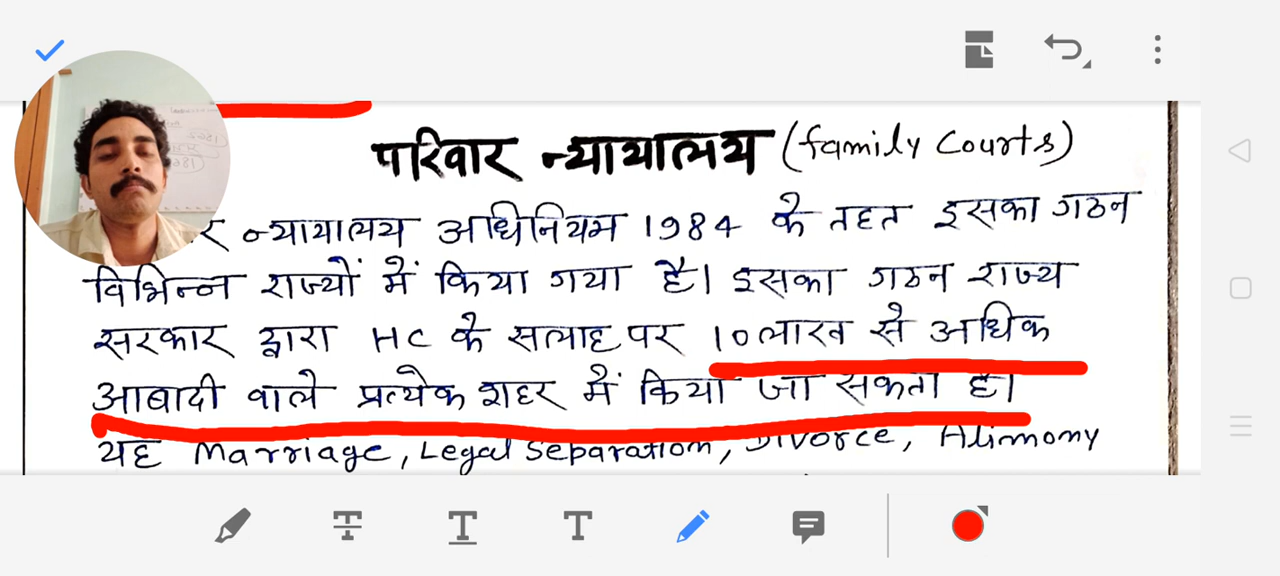 परिवार न्यायालय (family Courts)
र न्यायालय अधिनियम 1984 के तहत इसका गठन
विभिन्न राज्यों में किया गया है। इसका गठन राज्य
सरकार द्वारा HC के सलाह पर 10 लाख से अधिक
आबादी वाले प्रत्येक शहर में किया जा सकता है।
यह Marriage, Legal Separation, Divorce, Alimony